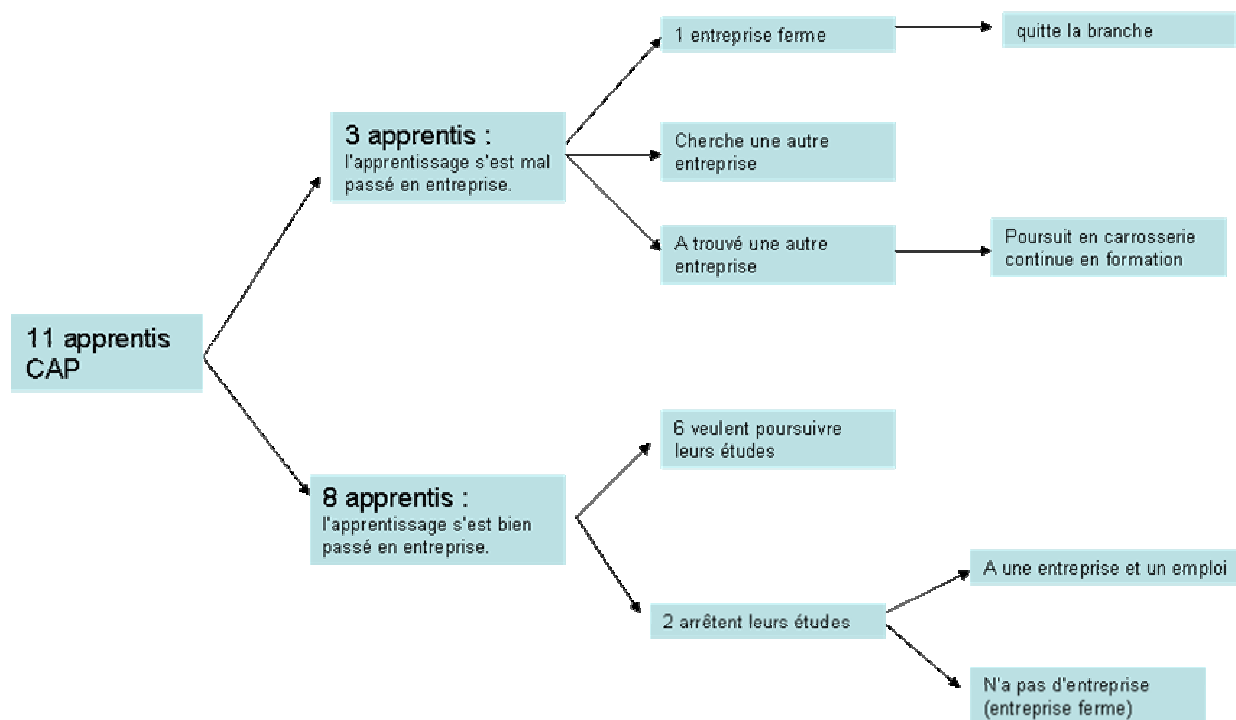 11 apprentis
CAP
3 apprentis :
l'apprentissage s'est mal
passé en entreprise.
1 entreprise ferme
quitte la branche
Cherche une autre
entreprise
A trouvé une autre
entreprise
Poursuit en carrosserie
continue en formation
8 apprentis :
l'apprentissage s'est bien
passé en entreprise.
6 veulent poursuivre
leurs études
2 arrêtent leurs études
A une entreprise et un emploi
N'a pas d'entreprise
(entreprise ferme)